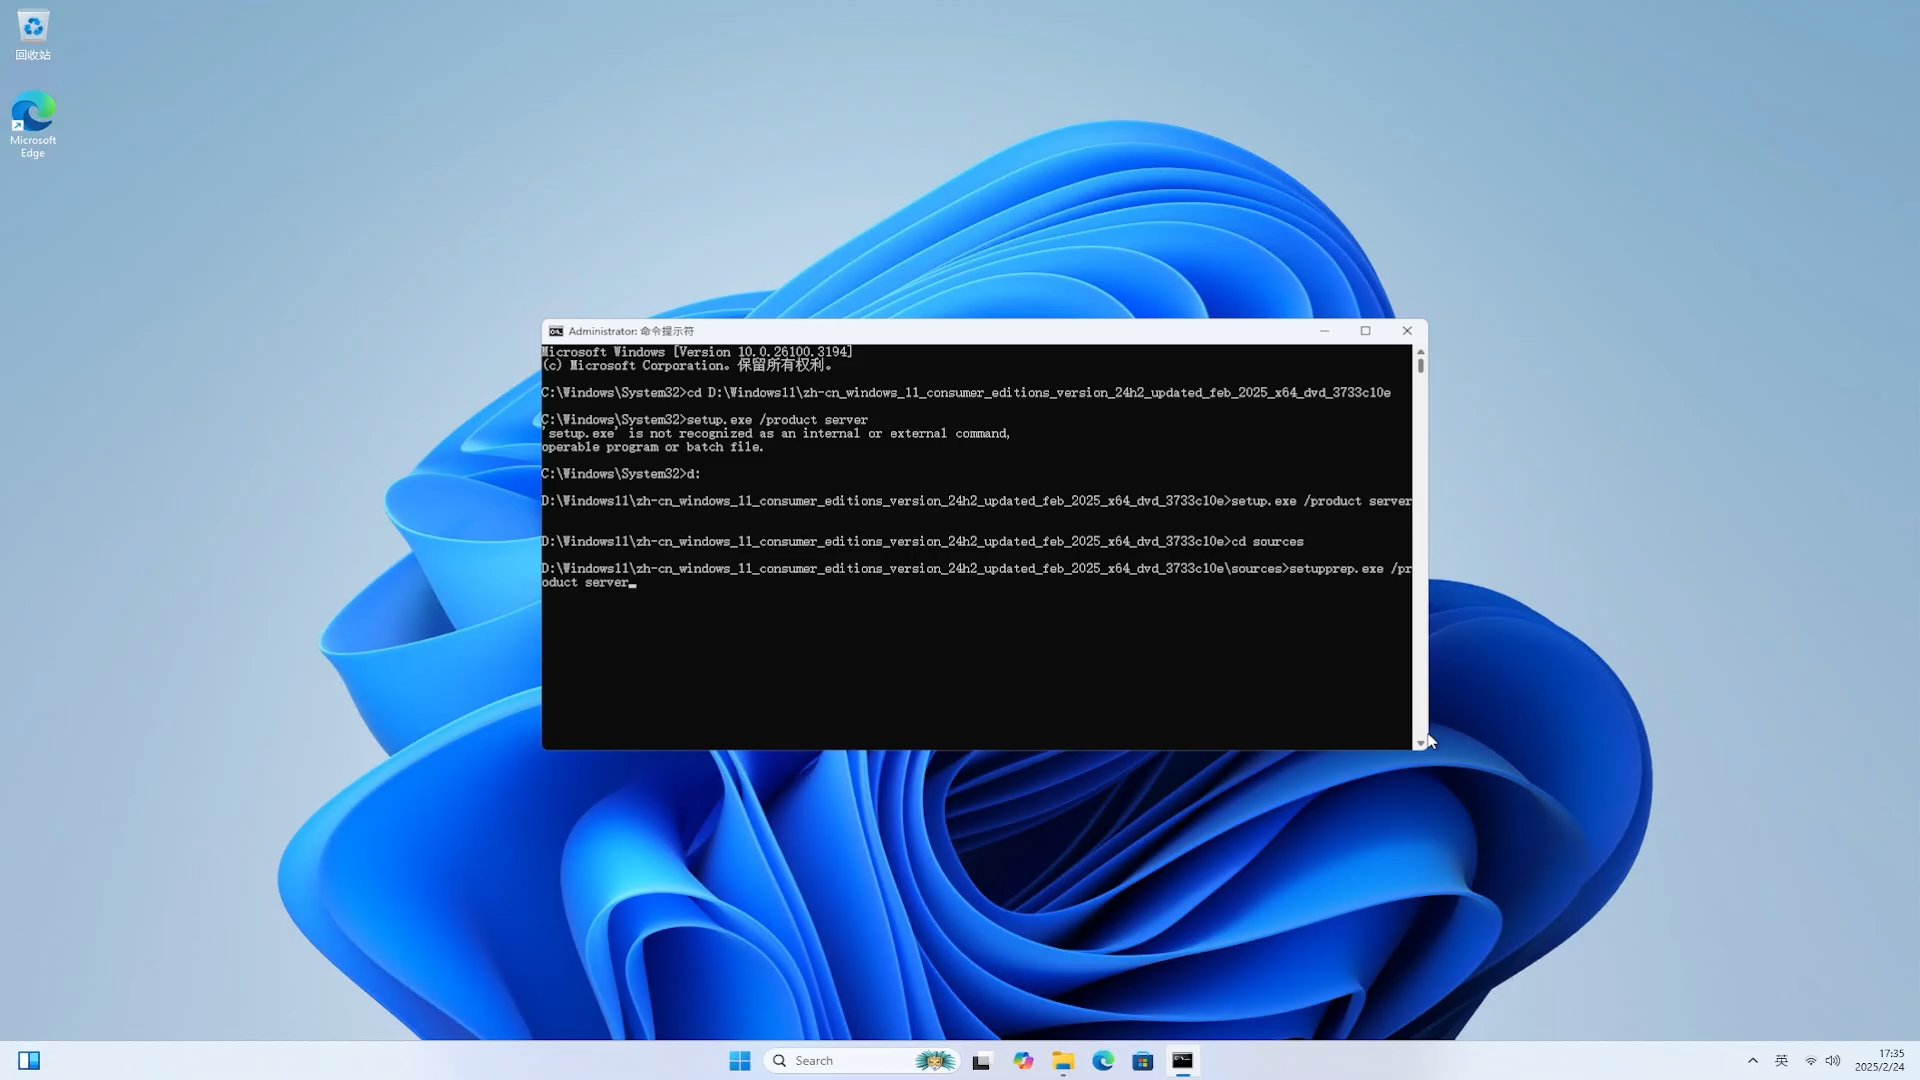 回收站
Microsoft
Edge
Administrator: 命令提示符
Microsoft Windows [Version 10.0.26100.3194]
(c) Microsoft Corporation。保留所有权利。
C:\Windows\System32>cd D:\Windows11\zh-cn_windows_11_consumer_editions_version_24h2_updated_feb_2025_x64_dvd_3733c10e
C:\Windows\System32>setup.exe /product server
'setup.exe' is not recognized as an internal or external command,
operable program or batch file.
C:\Windows\System32>d:
D:\Windows11\zh-cn_windows_11_consumer_editions_version_24h2_updated_feb_2025_x64_dvd_3733c10e>setup.exe /product server
D:\Windows11\zh-cn_windows_11_consumer_editions_version_24h2_updated_feb_2025_x64_dvd_3733c10e>cd sources
D:\Windows11\zh-cn_windows_11_consumer_editions_version_24h2_updated_feb_2025_x64_dvd_3733c10e\sources>setupprep.exe /pr
oduct server
Search
英
17:35
2025/2/24